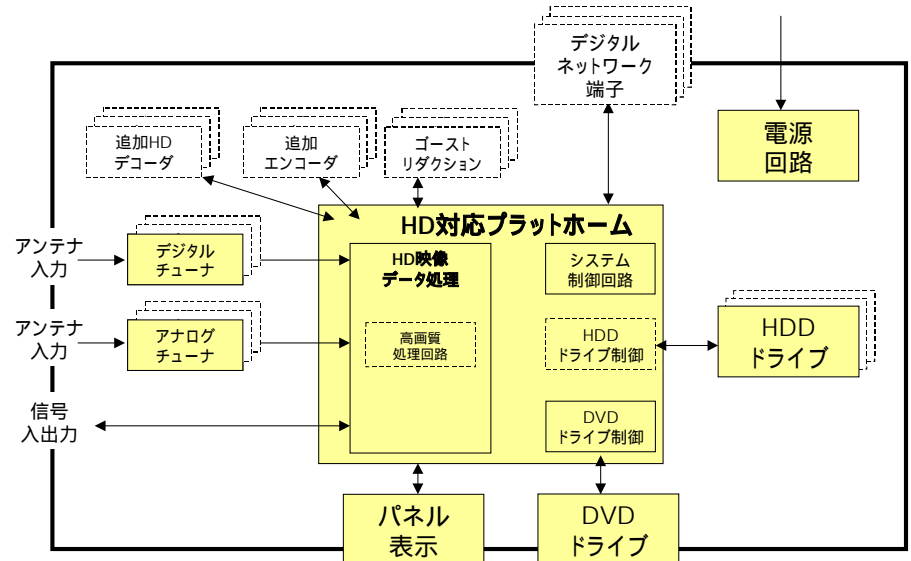 デジタル
ネットワーク
端子
電源
回路
追加HD
デコーダ
追加
エンコーダ
ゴースト
リダクション
HD対応プラットホーム
アンテナ
入力
デジタル
チューナ
HD映像
データ処理
システム
制御回路
アンテナ
入力
アナログ
チューナ
高画質
処理回路
HDD
ドライブ制御
HDD
ドライブ
信号
入出力
DVD
ドライブ制御
パネル
表示
DVD
ドライブ